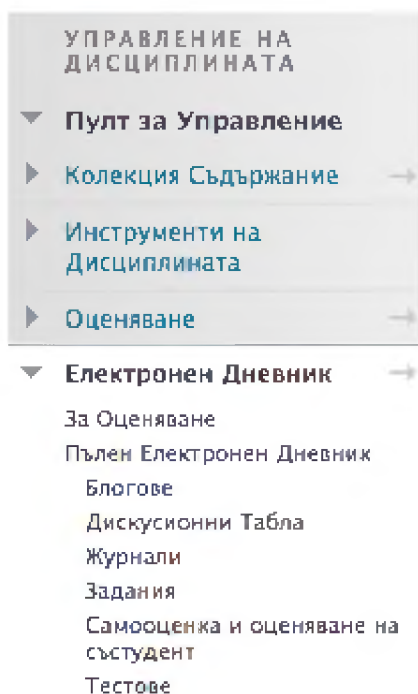 УПРАВЛЕНИЕ НА
ДИСЦИПЛИНАТА
Пулт за Управление
Колекция Съдържание
Инструменти на
Дисциплината
Оценяване
Електронен Дневник
За Оценяване
Пълен Електронен Дневник
Блогове
Дискусионни Табла
Журнали
Задания
Самооценка и оценяване на
състудент
Тестове